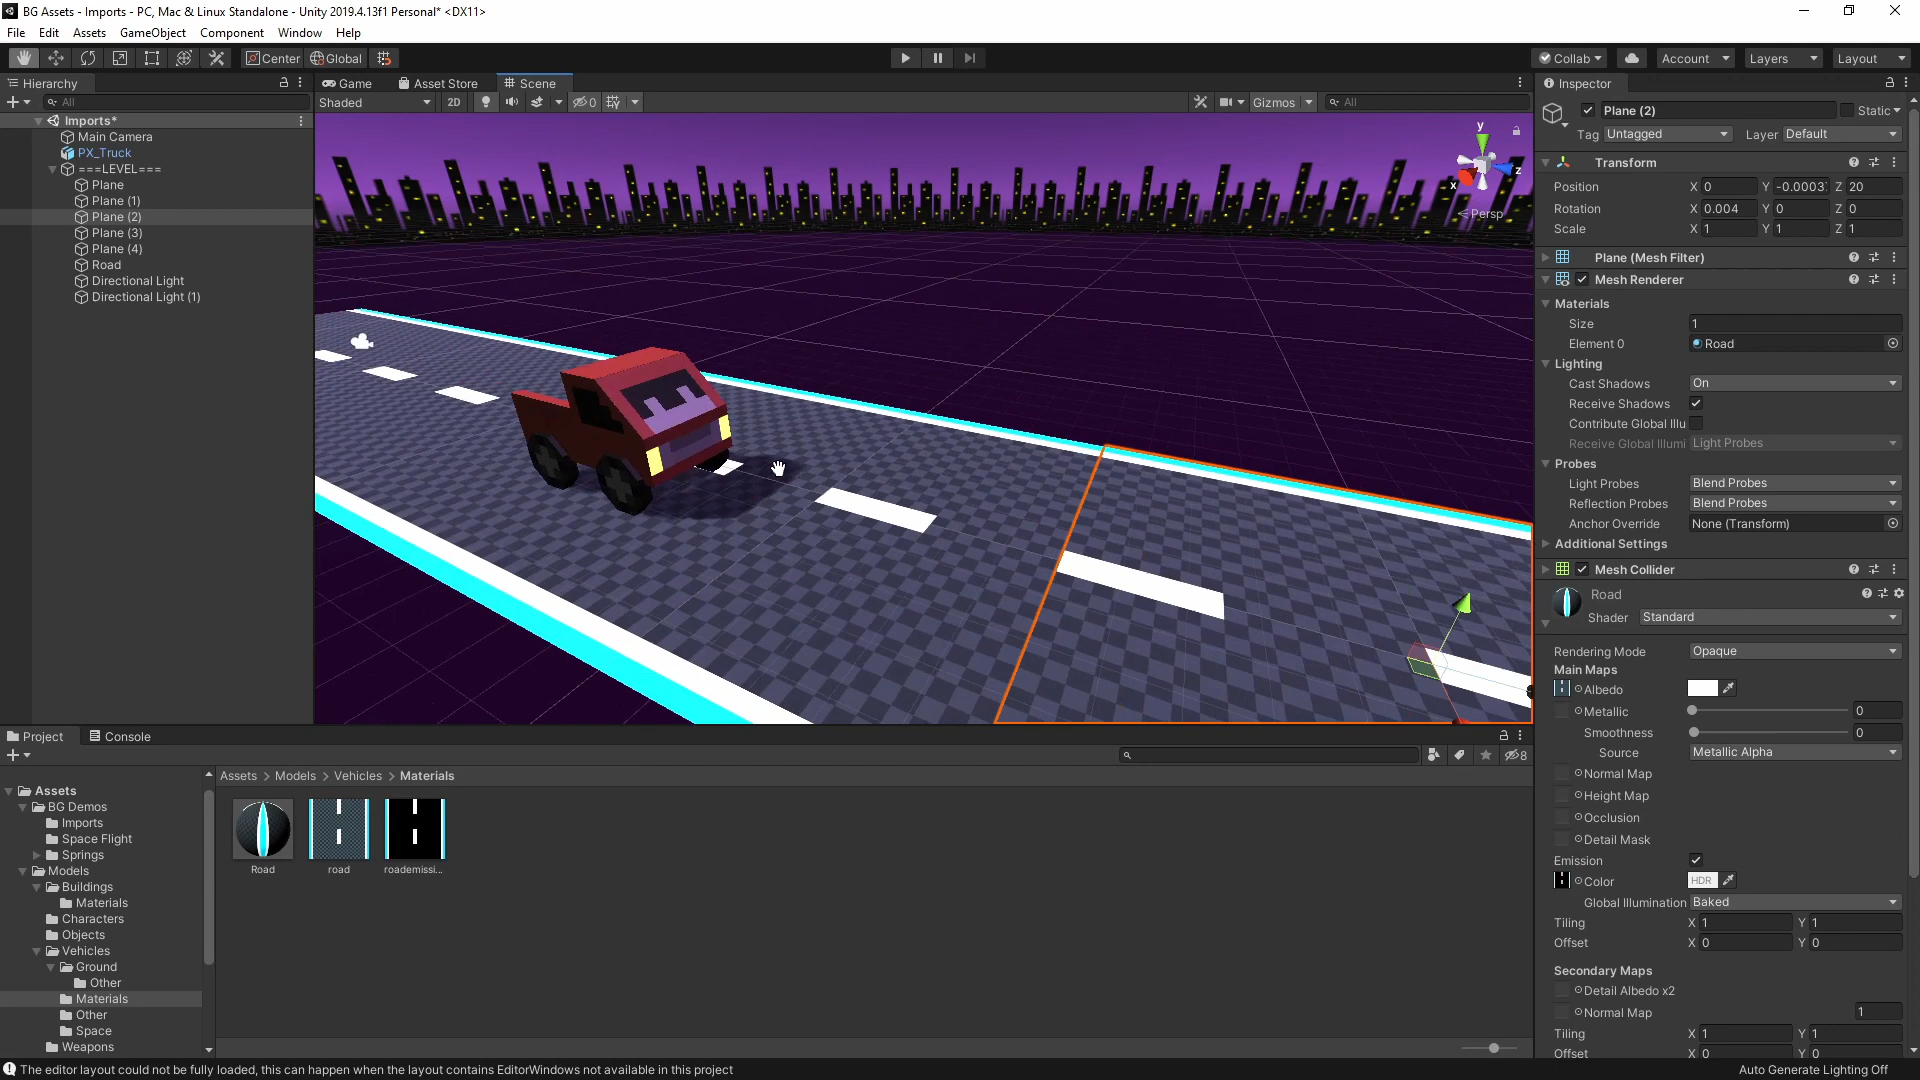 BG Assets - Imports - PC, Mac & Linux Standalone - Unity 2019.4.13f1 Personal* <DX11>
File Edit Assets GameObject Component Window Help
Center Global Collab Account Layers Layout
Hierarchy
All
Imports*
Main Camera
PX_Truck
===LEVEL===
Plane
Plane (1)
Plane (2)
Plane (3)
Plane (4)
Road
Directional Light
Directional Light (1)
Game Asset Store Scene
Shaded 2D 0 Gizmos All
y
x
z
Persp
Inspector
Plane (2) Static
Tag Untagged Layer Default
Transform
Position X 0 Y -0.0003 Z 20
Rotation X 0.004 Y 0 Z 0
Scale X 1 Y 1 Z 1
Plane (Mesh Filter)
Mesh Renderer
Materials
Size 1
Element 0 Road
Lighting
Cast Shadows On
Receive Shadows
Contribute Global Illu
Receive Global Illumi Light Probes
Probes
Light Probes Blend Probes
Reflection Probes Blend Probes
Anchor Override None (Transform)
Additional Settings
Mesh Collider
Road
Shader Standard
Rendering Mode Opaque
Main Maps
Albedo
Metallic 0
Smoothness 0
Source Metallic Alpha
Normal Map
Height Map
Occlusion
Detail Mask
Emission
Color HDR
Global Illumination Baked
Tiling X 1 Y 1
Offset X 0 Y 0
Secondary Maps
Detail Albedo x2
Normal Map 1
Tiling X 1 Y 1
Offset X 0 Y 0
Project Console
8
Assets > Models > Vehicles > Materials
Assets
BG Demos
Imports
Space Flight
Springs
Models
Buildings
Materials
Characters
Objects
Vehicles
Ground
Other
Materials
Other
Space
Weapons
Road road roademissi...
The editor layout could not be fully loaded, this can happen when the layout contains EditorWindows not available in this project
Auto Generate Lighting Off